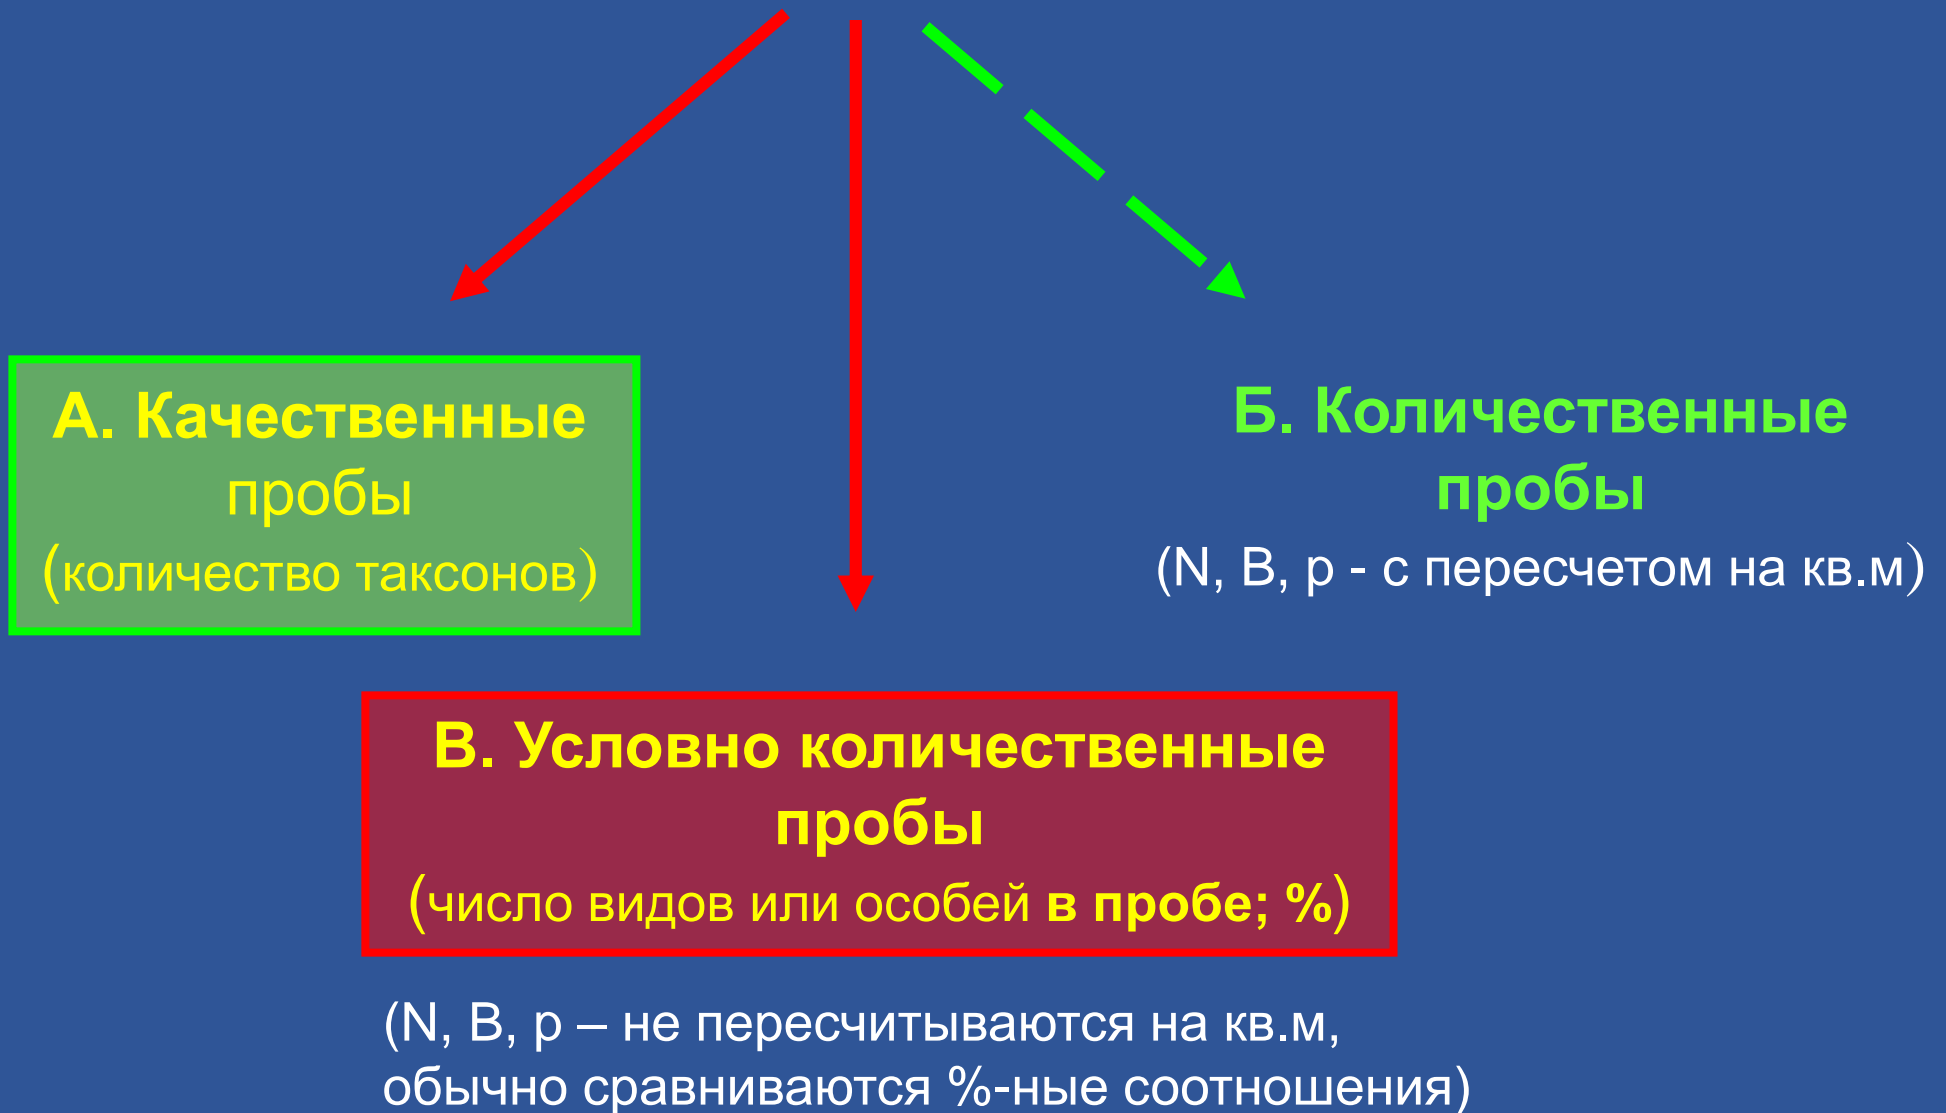 А. Качественные
пробы
(количество таксонов)
Б. Количественные
пробы
(N, B, p - с пересчетом на кв.м)
В. Условно количественные
пробы
(число видов или особей в пробе; %)
(N, B, p – не пересчитываются на кв.м,
обычно сравниваются %-ные соотношения)